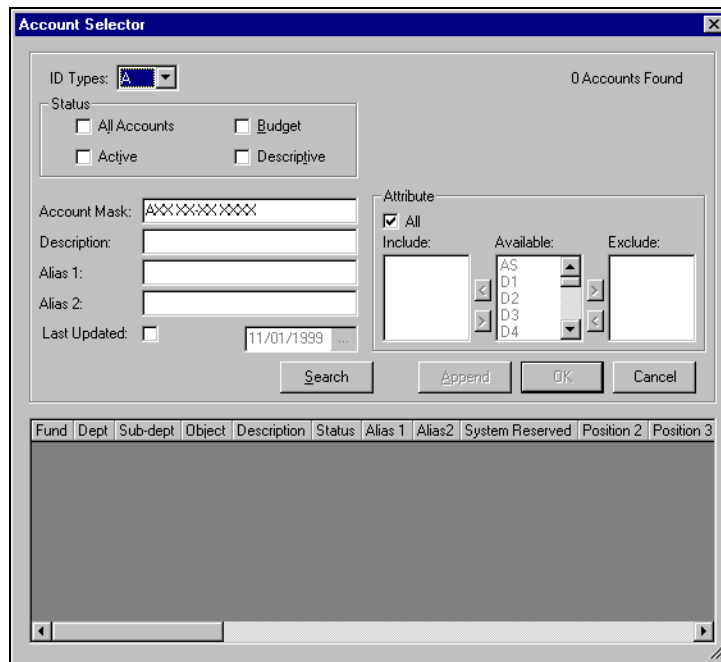 Account Selector
ID Types: A
0 Accounts Found
Status
All Accounts
Budget
Active
Descriptive
Account Mask: AXX XX-XX XXXX
Description:
Alias 1:
Alias 2:
Last Updated: 11/01/1999 ...
Attribute
All
Include: Available: Exclude:
AS
D1
< D2 >
D3
> D4 <
Search Append OK Cancel
Fund Dept Sub-dept Object Description Status Alias 1 Alias2 System Reserved Position 2 Position 3